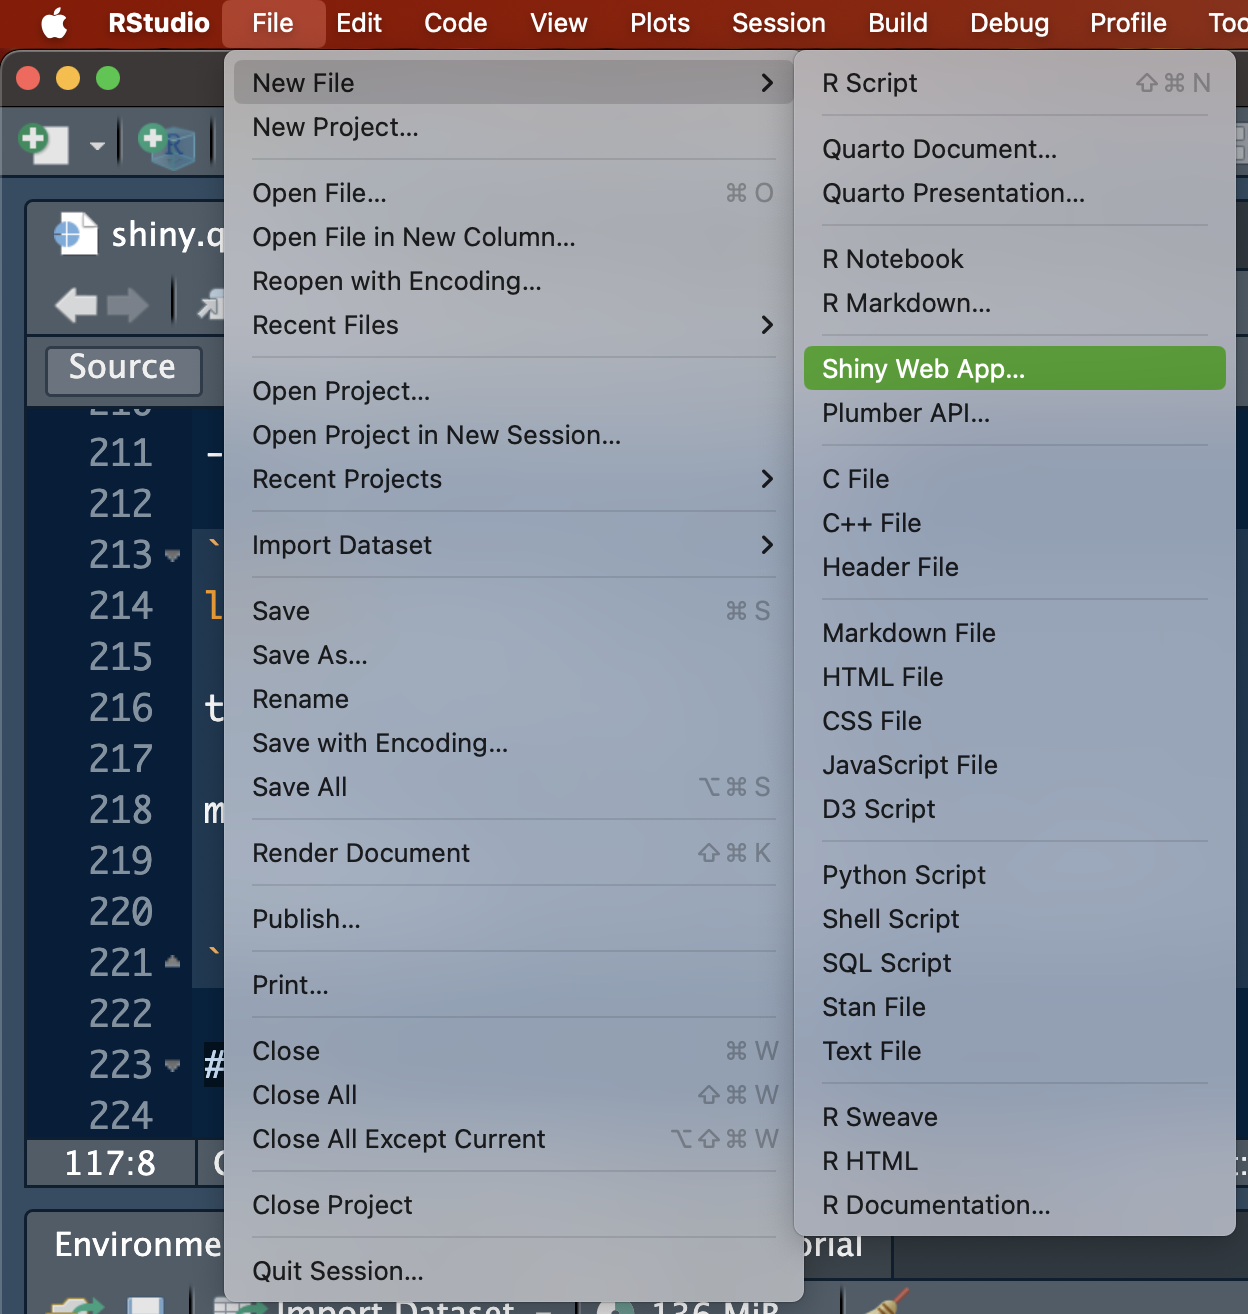 RStudio File Edit Code View Plots Session Build Debug Profile
New File
New Project...
Open File... ⌘ O
Open File in New Column...
Reopen with Encoding...
Recent Files
Open Project...
Open Project in New Session...
Recent Projects
Import Dataset
Save ⌘ S
Save As...
Rename
Save with Encoding...
Save All ⌥ ⌘ S
Render Document ⇧ ⌘ K
Publish...
Print...
Close ⌘ W
Close All ⇧ ⌘ W
Close All Except Current ⌥ ⇧ ⌘ W
Close Project
Quit Session...
R Script ⇧ ⌘ N
Quarto Document...
Quarto Presentation...
R Notebook
R Markdown...
Shiny Web App...
Plumber API...
C File
C++ File
Header File
Markdown File
HTML File
CSS File
JavaScript File
D3 Script
Python Script
Shell Script
SQL Script
Stan File
Text File
R Sweave
R HTML
R Documentation...
shiny.q
Source
210
211 -
212
213 `
214 l
215
216 t
217
218 m
219
220
221 `
222
223 #
224
117:8
Environme
orial
Import Dataset
136 MiB